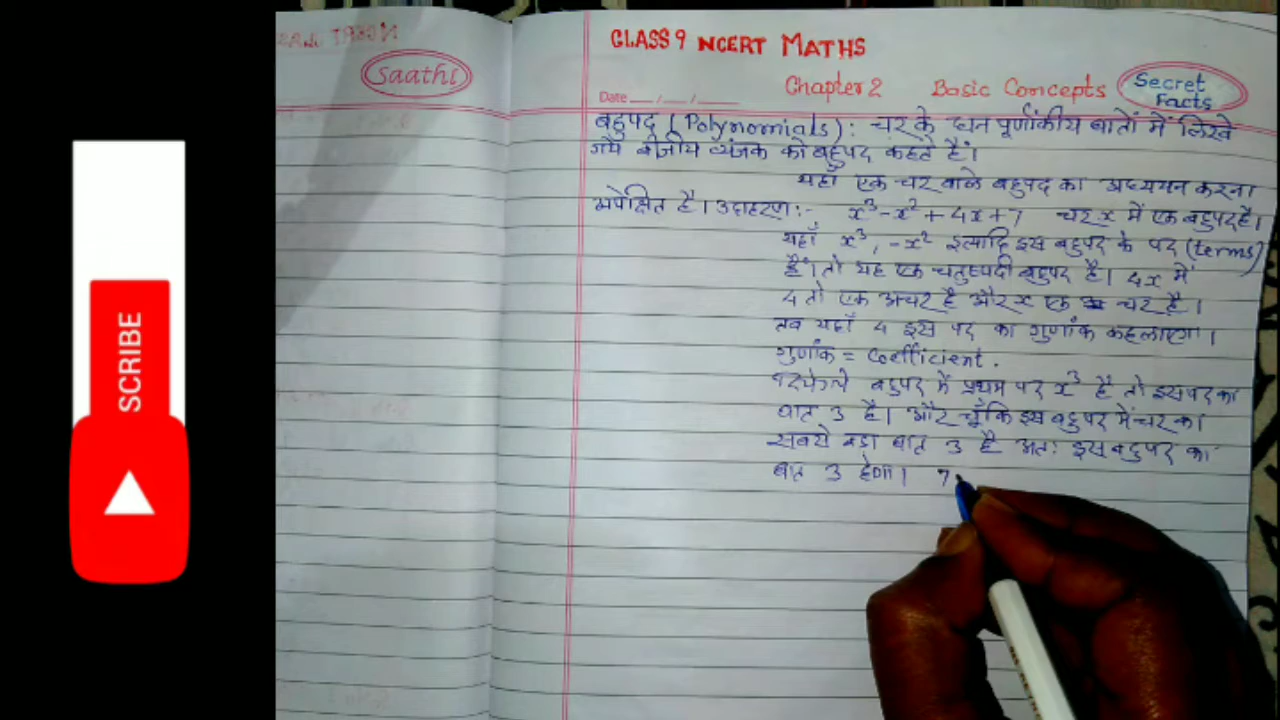 saathi
CLASS 9 NCERT MATHS
Date __/__/____
Chapter 2 Basic Concepts
Secret Facts
बहुपद (Polynomials): चर के धन पूर्णांकीय घातों में लिखे
गये बीजीय व्यंजक को बहुपद कहते हैं।
यहाँ एक चर वाले बहुपद का अध्ययन करना
अपेक्षित है। उदाहरण:- x³-x²+4x+7 चर x में एक बहुपद है।
यहाँ x³, -x² इत्यादि इस बहुपद के पद (terms)
हैं। तो यह एक चतुष्पदी बहुपद है। 4x में
4 तो एक अचर है और x एक चर है।
तब यहाँ 4 इस पद का गुणांक कहलाएगा।
गुणांक = Coefficient.
बहुपद में प्रथम पद x³ है तो इस पद का
घात 3 है। और चूँकि इस बहुपद में चर का
सबसे बड़ा घात 3 है अतः इस बहुपद का
घात 3 होगा। 7
SCRIBE